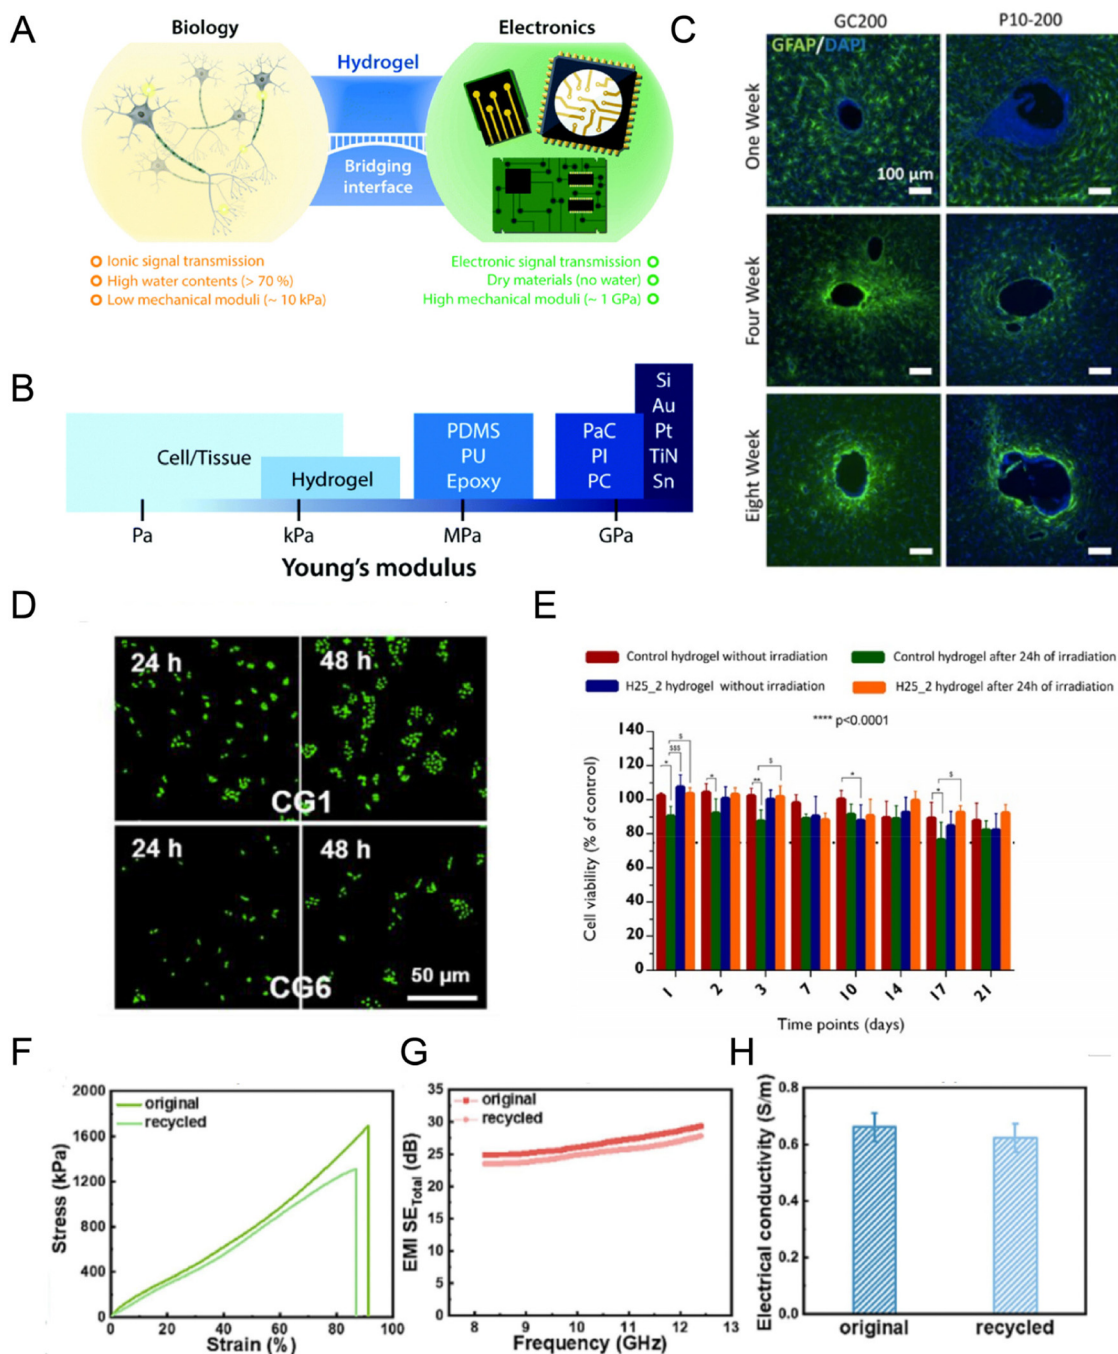 A
Biology
Electronics
Hydrogel
Bridging
interface
Ionic signal transmission
High water contents (> 70 %)
Low mechanical moduli (~ 10 kPa)
Electronic signal transmission
Dry materials (no water)
High mechanical moduli (~ 1 GPa)
B
Cell/Tissue
Hydrogel
PDMS
PU
Epoxy
PaC
PI
PC
Si
Au
Pt
TiN
Sn
Pa
kPa
MPa
GPa
Young's modulus
C
GC200
P10-200
GFAP/DAPI
100 µm
One Week
Four Week
Eight Week
D
24 h
48 h
CG1
24 h
48 h
CG6
50 µm
E
Control hydrogel without irradiation
Control hydrogel after 24h of irradiation
H25_2 hydrogel without irradiation
H25_2 hydrogel after 24h of irradiation
**** p<0.0001
Cell viability (% of control)
140
120
100
80
60
40
20
0
*
$$$
$
*
**
$
*
*
$
1
2
3
7
10
14
17
21
Time points (days)
F
original
recycled
Stress (kPa)
2000
1600
1200
800
400
0
0
20
40
60
80
100
Strain (%)
G
original
recycled
EMI SETotal (dB)
35
30
25
20
15
10
5
0
8
9
10
11
12
13
Frequency (GHz)
H
Electrical conductivity (S/m)
0.8
0.6
0.4
0.2
0.0
original
recycled